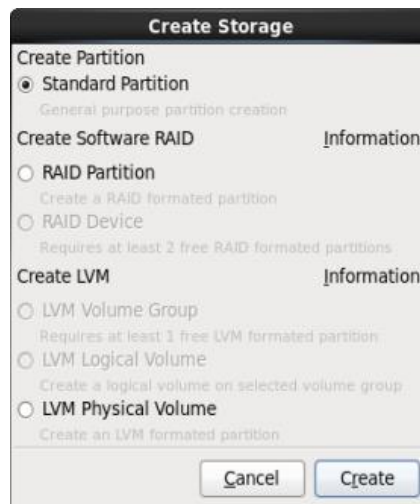 Create Storage
Create Partition
Standard Partition
General purpose partition creation
Create Software RAID Information
RAID Partition
Create a RAID formated partition
RAID Device
Requires at least 2 free RAID formated partitions
Create LVM Information
LVM Volume Group
Requires at least 1 free LVM formated partition
LVM Logical Volume
Create a logical volume on selected volume group
LVM Physical Volume
Create an LVM formated partition
Cancel Create